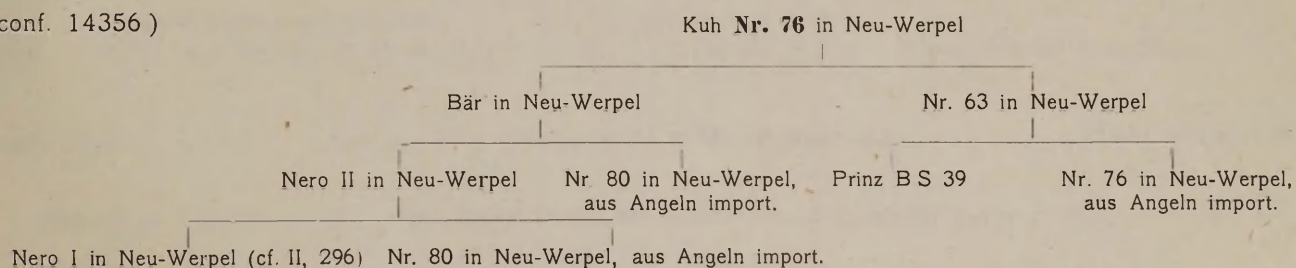 conf. 14356 )
Kuh Nr. 76 in Neu-Werpel
Bär in Neu-Werpel Nr. 63 in Neu-Werpel
Nero II in Neu-Werpel Nr. 80 in Neu-Werpel, Prinz B S 39 Nr. 76 in Neu-Werpel,
aus Angeln import. aus Angeln import.
Nero I in Neu-Werpel (cf. II, 296) Nr. 80 in Neu-Werpel, aus Angeln import.